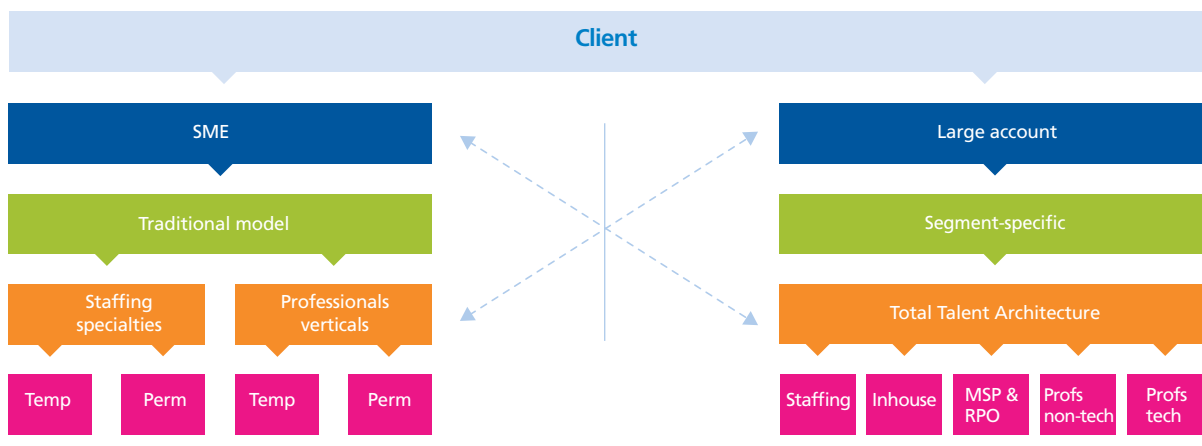 Client
SME
Large account
Traditional model
Segment-specific
Staffing
specialties
Professionals
verticals
Total Talent Architecture
Temp
Perm
Temp
Perm
Staffing
Inhouse
MSP &
RPO
Profs
non-tech
Profs
tech